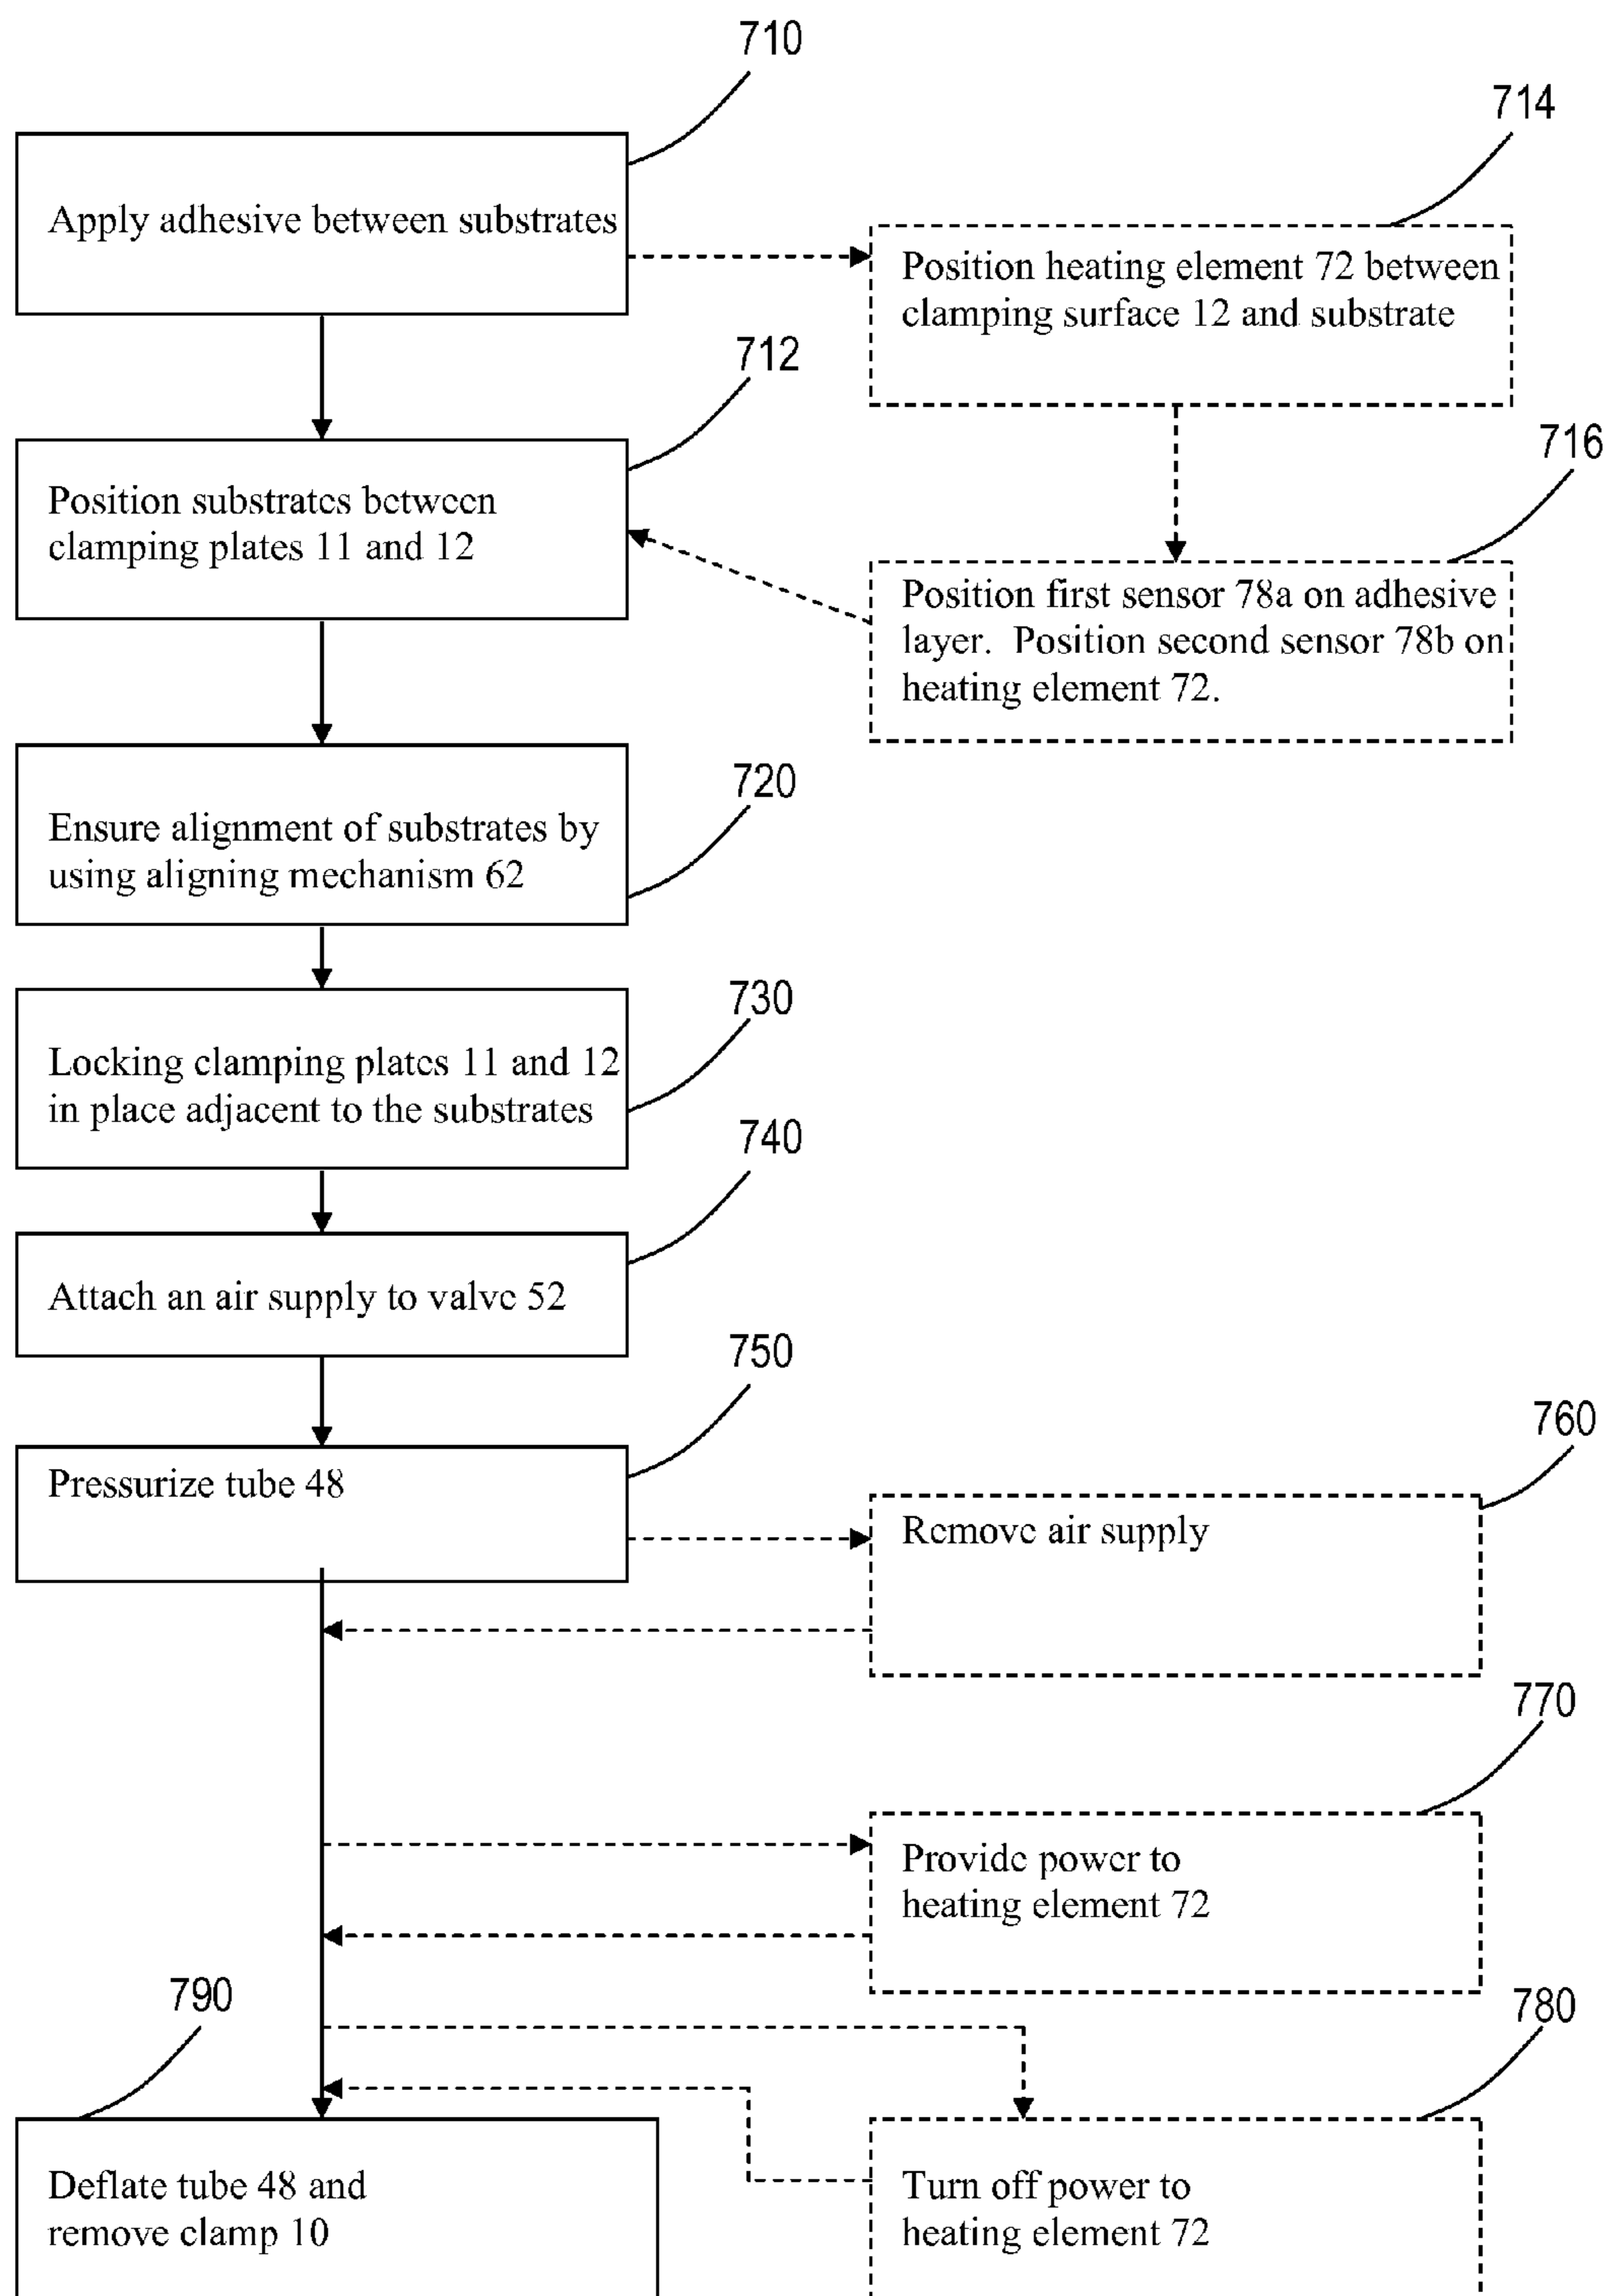 710
Apply adhesive between substrates
714
Position heating element 72 between
clamping surface 12 and substrate
712
Position substrates between
clamping plates 11 and 12
716
Position first sensor 78a on adhesive
layer. Position second sensor 78b on
heating element 72.
720
Ensure alignment of substrates by
using aligning mechanism 62
730
Locking clamping plates 11 and 12
in place adjacent to the substrates
740
Attach an air supply to valve 52
750
Pressurize tube 48
760
Remove air supply
770
Provide power to
heating element 72
780
Turn off power to
heating element 72
790
Deflate tube 48 and
remove clamp 10